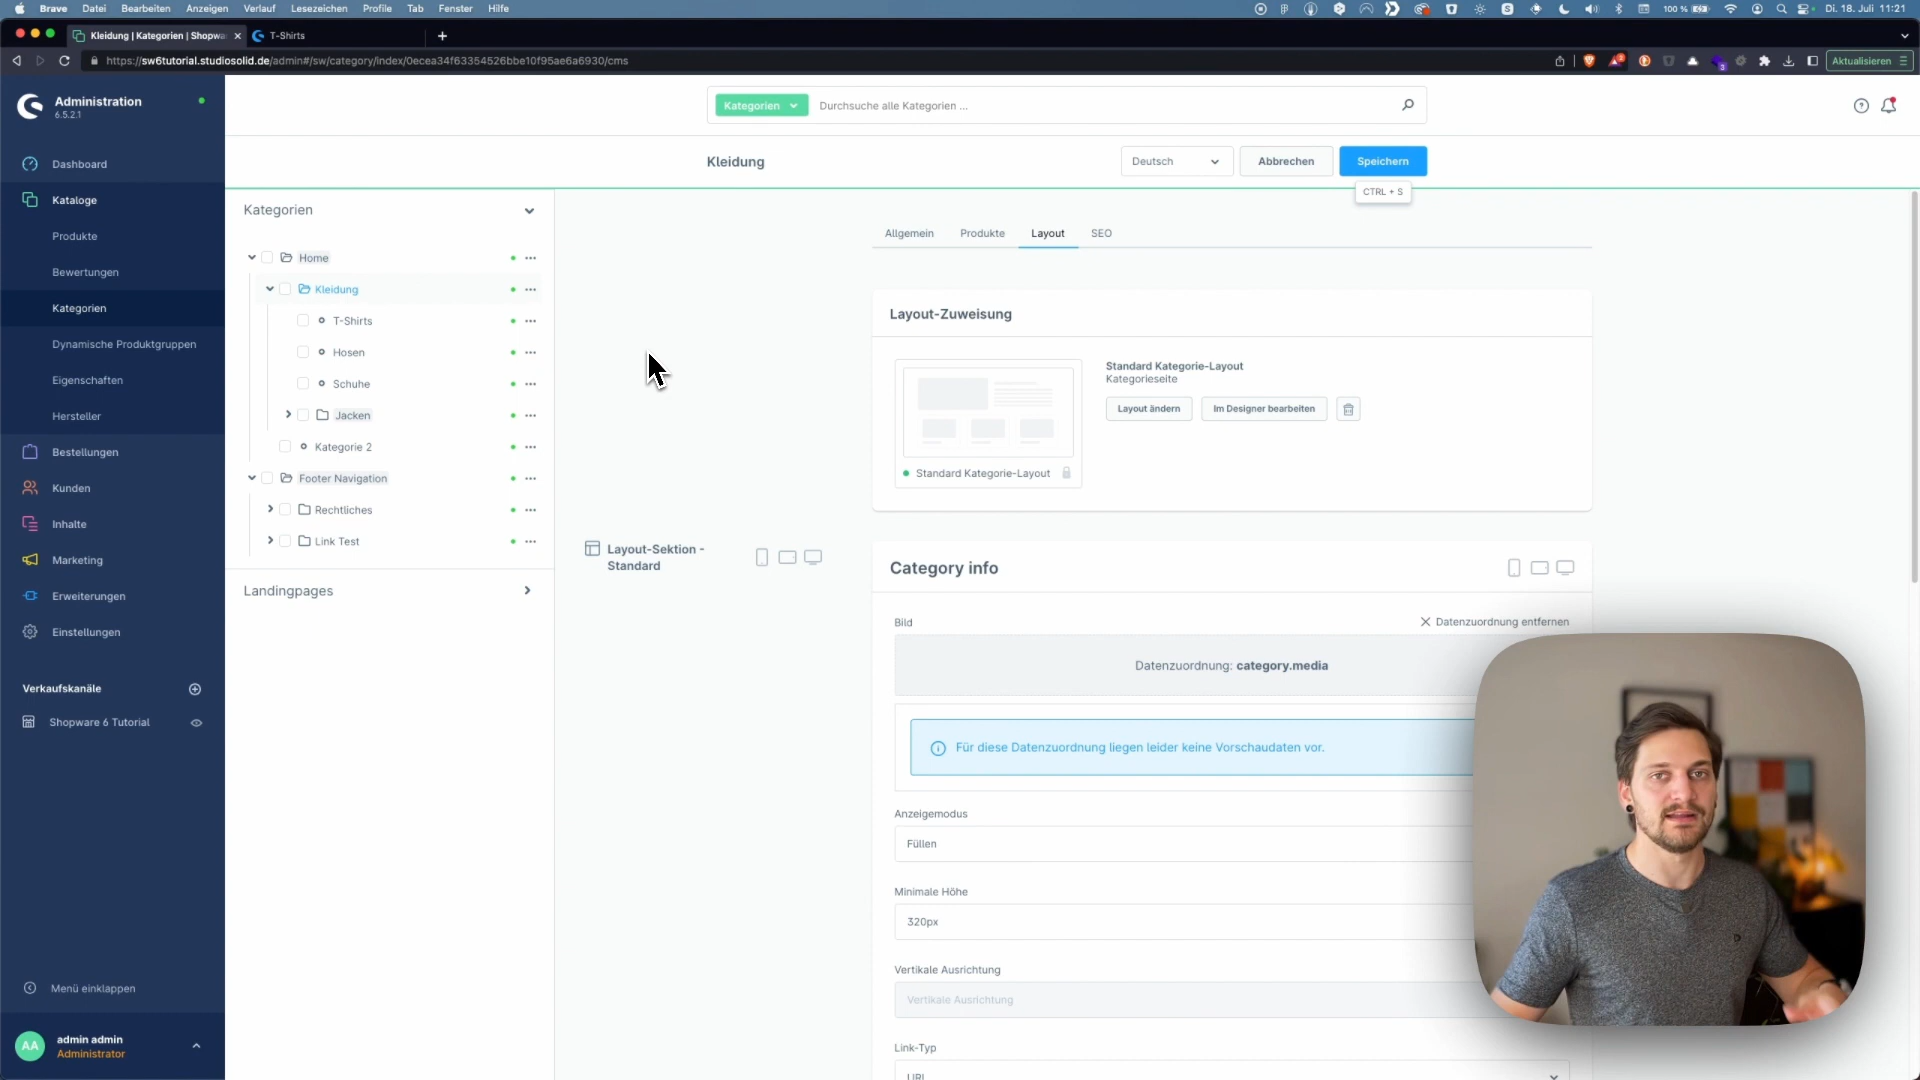 Brave Datei Bearbeiten Anzeigen Verlauf Lesezeichen Profile Tab Fenster Hilfe 100 % Di. 18. Juli 11:21
Kleidung | Kategorien | Shopwa T-Shirts
https://sw6tutorial.studiosolid.de/admin#/sw/category/index/0ecea34f63354526bbe10f95ae6a6930/cms Aktualisieren
Administration
6.5.2.1
Kategorien Durchsuche alle Kategorien ...
Kleidung Deutsch Abbrechen Speichern
CTRL + S
Dashboard
Kataloge
Produkte
Bewertungen
Kategorien
Dynamische Produktgruppen
Eigenschaften
Hersteller
Bestellungen
Kunden
Inhalte
Marketing
Erweiterungen
Einstellungen
Verkaufskanäle
Shopware 6 Tutorial
Menü einklappen
AA
admin admin
Administrator
Kategorien
Home
Kleidung
T-Shirts
Hosen
Schuhe
Jacken
Kategorie 2
Footer Navigation
Rechtliches
Link Test
Landingpages
Allgemein Produkte Layout SEO
Layout-Zuweisung
Standard Kategorie-Layout
Kategorieseite
Layout ändern Im Designer bearbeiten
Standard Kategorie-Layout
Layout-Sektion -
Standard
Category info
Bild Datenzuordnung entfernen
Datenzuordnung: category.media
Für diese Datenzuordnung liegen leider keine Vorschaudaten vor.
Anzeigemodus
Füllen
Minimale Höhe
320px
Vertikale Ausrichtung
Vertikale Ausrichtung
Link-Typ
URL